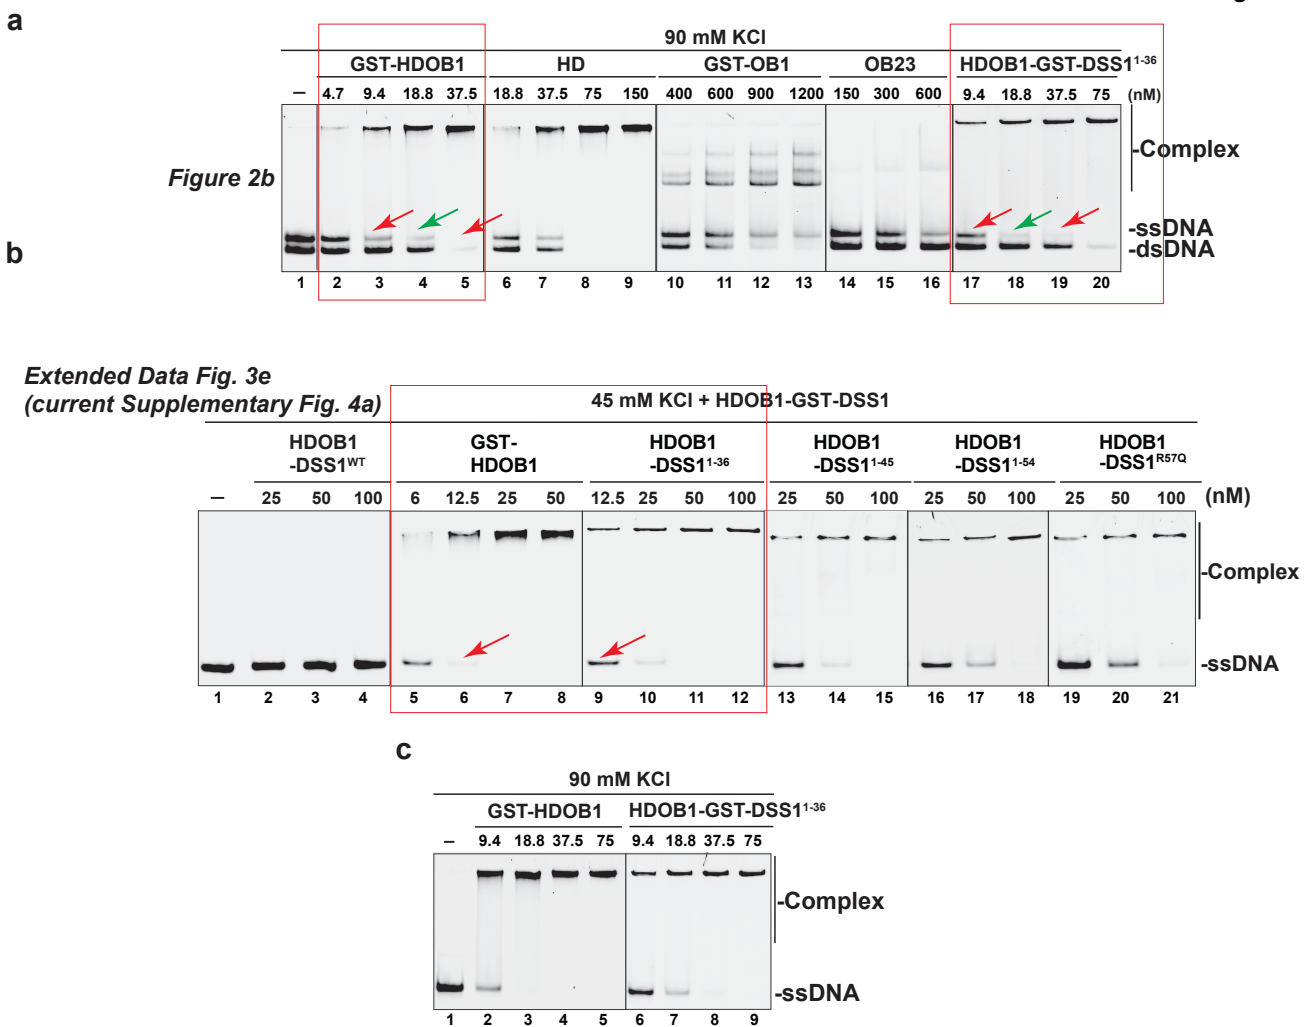 a
90 mM KCl
GST-HDOB1 HD GST-OB1 OB23 HDOB1-GST-DSS1¹⁻³⁶
– 4.7 9.4 18.8 37.5 18.8 37.5 75 150 400 600 900 1200 150 300 600 9.4 18.8 37.5 75 (nM)
-Complex
Figure 2b
-ssDNA
-dsDNA
b
1 2 3 4 5 6 7 8 9 10 11 12 13 14 15 16 17 18 19 20
Extended Data Fig. 3e
(current Supplementary Fig. 4a)
45 mM KCl + HDOB1-GST-DSS1
HDOB1 GST- HDOB1 HDOB1 HDOB1 HDOB1
-DSS1ᵂᵀ HDOB1 -DSS1¹⁻³⁶ -DSS1¹⁻⁴⁵ -DSS1¹⁻⁵⁴ -DSS1ᴿ⁵⁷Q
– 25 50 100 6 12.5 25 50 12.5 25 50 100 25 50 100 25 50 100 25 50 100 (nM)
-Complex
-ssDNA
1 2 3 4 5 6 7 8 9 10 11 12 13 14 15 16 17 18 19 20 21
c
90 mM KCl
GST-HDOB1 HDOB1-GST-DSS1¹⁻³⁶
– 9.4 18.8 37.5 75 9.4 18.8 37.5 75
-Complex
-ssDNA
1 2 3 4 5 6 7 8 9